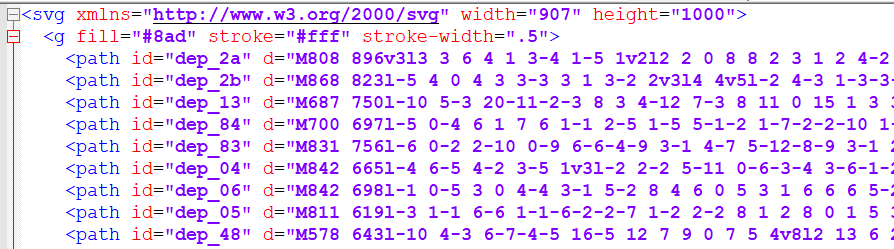 <svg xmlns="http://www.w3.org/2000/svg" width="907" height="1000">
<g fill="#8ad" stroke="#fff" stroke-width=".5">
<path id="dep_2a" d="M808 896v3l3 3 6 4 1 3-4 1-5 1v2l2 2 0 8 8 2 3 1 2 4-2
<path id="dep_2b" d="M868 823l-5 4 0 4 3 3-3 3 1 3-2 2v3l4 4v5l-2 4-3 1-3-3-
<path id="dep_13" d="M687 750l-10 5-3 20-11-2-3 8 3 4-12 7-3 8 11 0 15 1 3 3
<path id="dep_84" d="M700 697l-5 0-4 6 1 7 6 1-1 2-5 1-5 5-1-2 1-7-2-2-10 1-
<path id="dep_83" d="M831 756l-6 0-2 2-10 0-9 6-6-4-9 3-1 4-7 5-12-8-9 3-1 2
<path id="dep_04" d="M842 665l-4 6-5 4-2 3-5 1v3l-2 2-2 5-11 0-6-3-4 3-6-1-2
<path id="dep_06" d="M842 698l-1 0-5 3 0 4-4 3-1 5-2 8 4 6 0 5 3 1 6 6 6 5-2
<path id="dep_05" d="M811 619l-3 1-1 6-6 1-1-6-2-2-7 1-2 2-2 8 1 2 8 0 1 5
<path id="dep_48" d="M578 643l-10 4-3 6-7-4-5 16-5 12 7 9 0 7 5 4v8l2 13 6 2